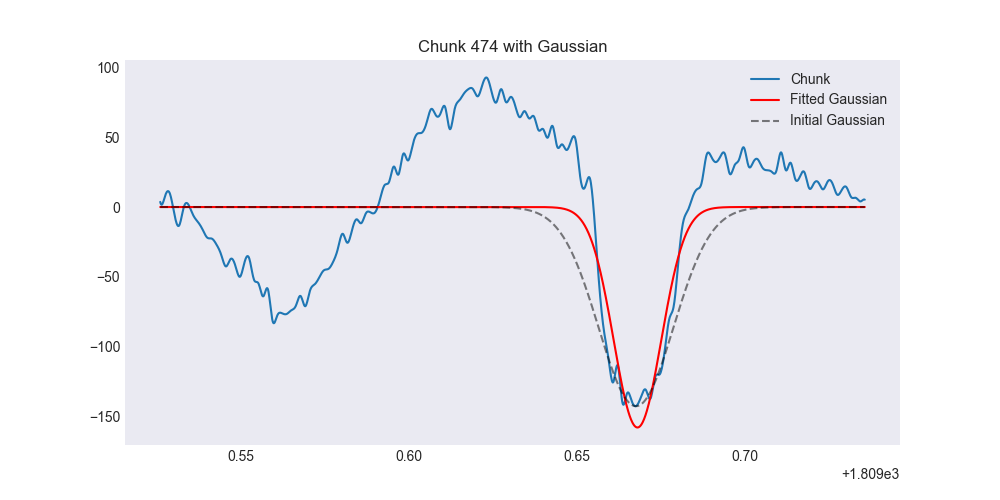 Chunk 474 with Gaussian
100
50
0
−50
−100
−150
Chunk
Fitted Gaussian
Initial Gaussian
0.55 0.60 0.65 0.70
+1.809e3